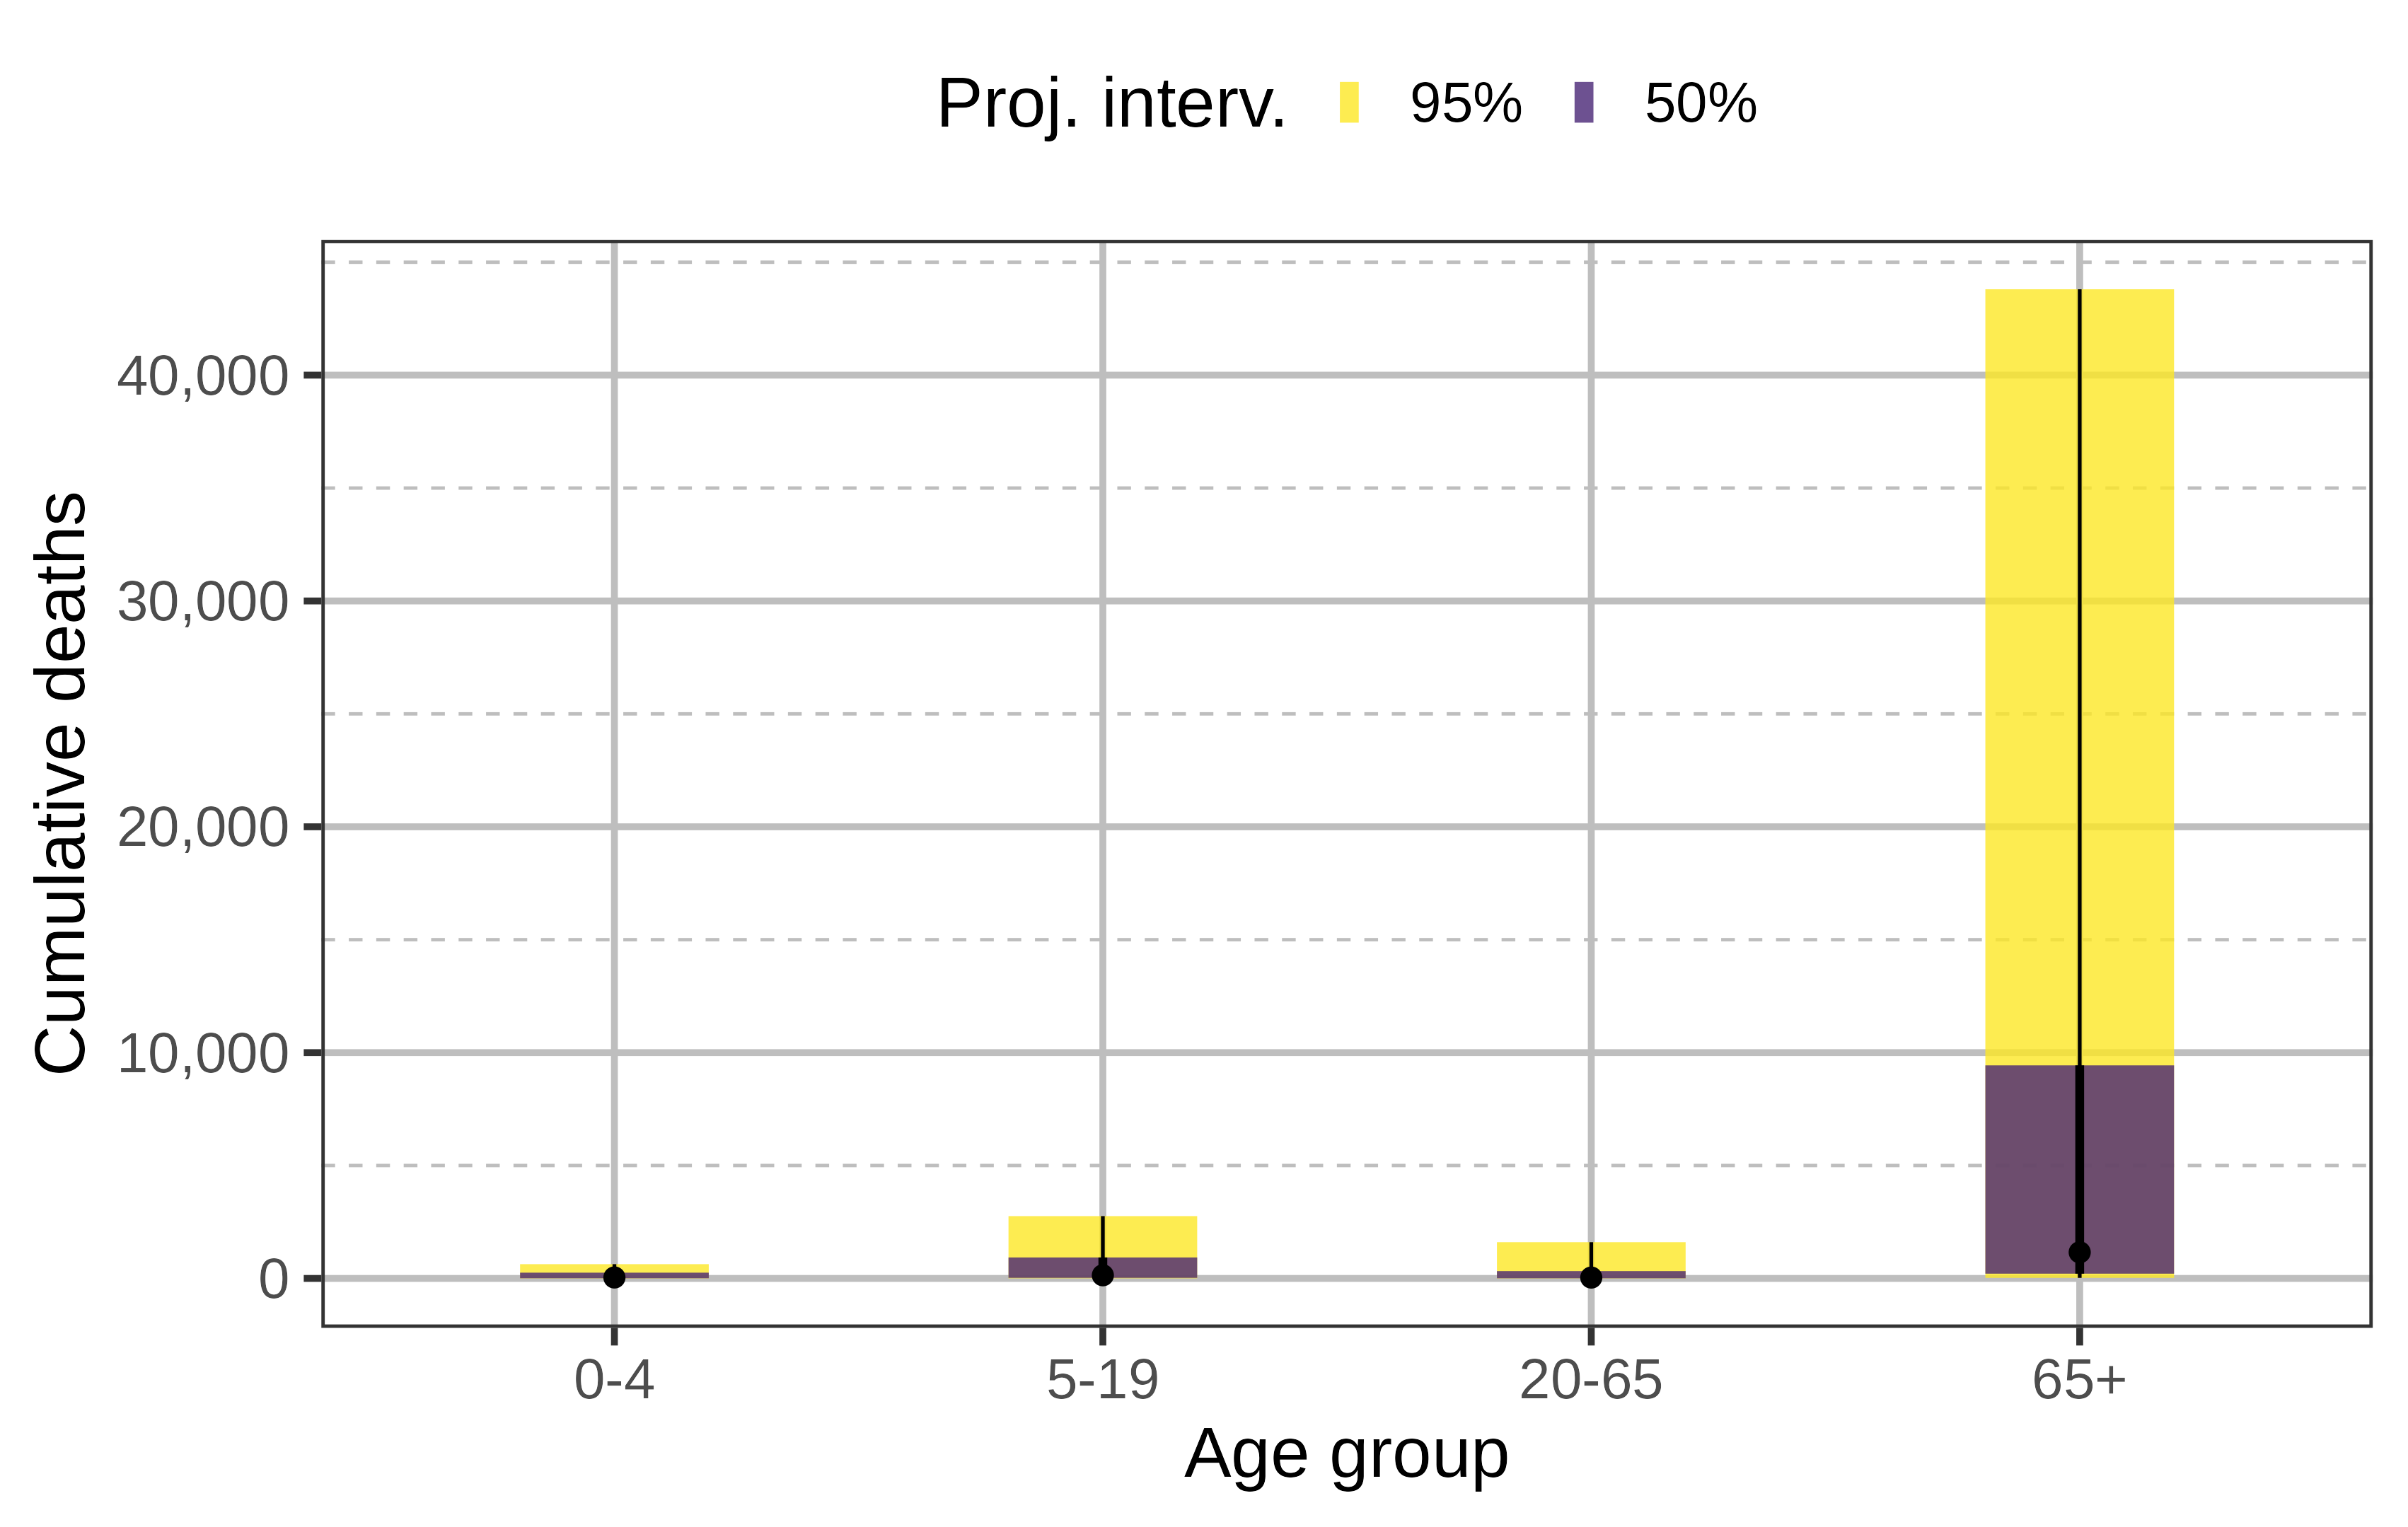 Proj. interv. 95% 50%
Cumulative deaths
40,000
30,000
20,000
10,000
0
0-4 5-19 20-65 65+
Age group